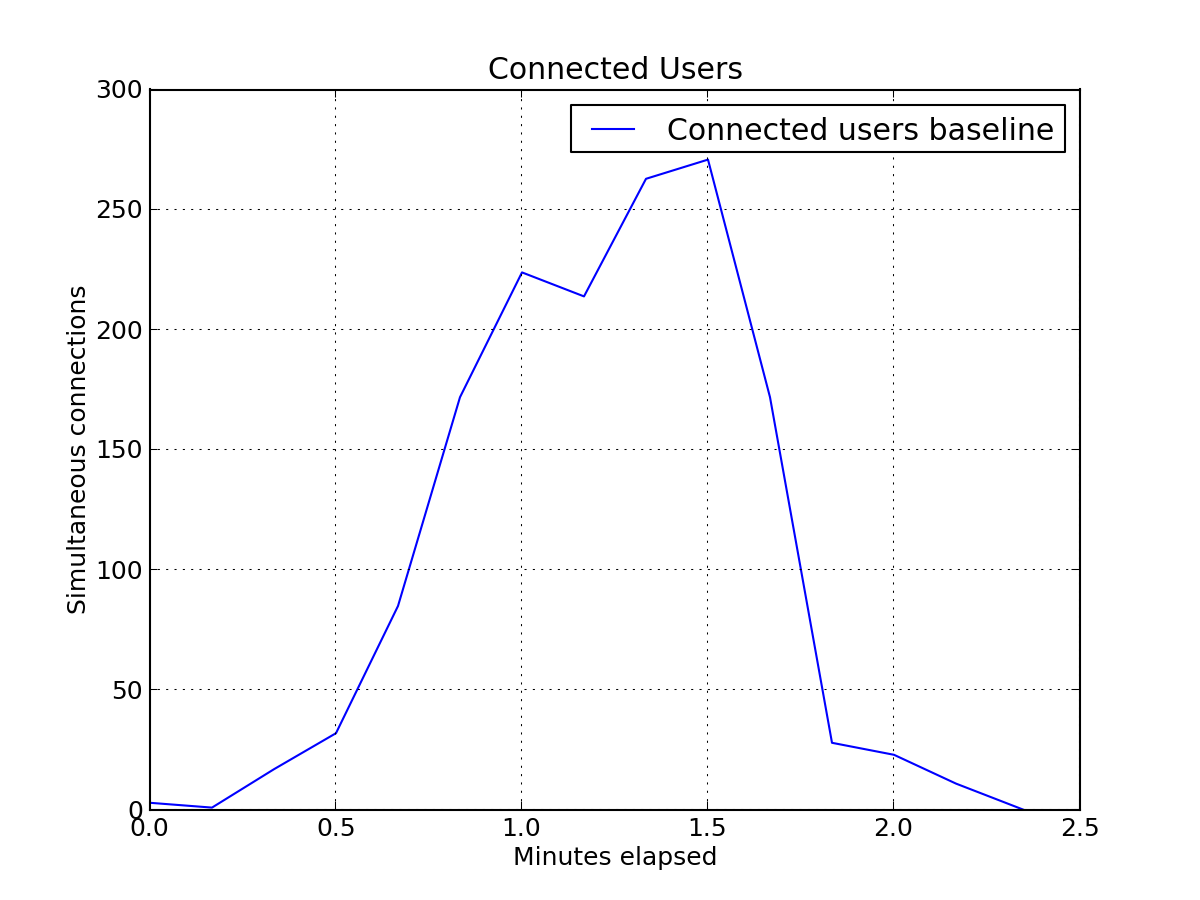 Connected Users
Connected users baseline
Simultaneous connections
300
250
200
150
100
50
0
0.0 0.5 1.0 1.5 2.0 2.5
Minutes elapsed